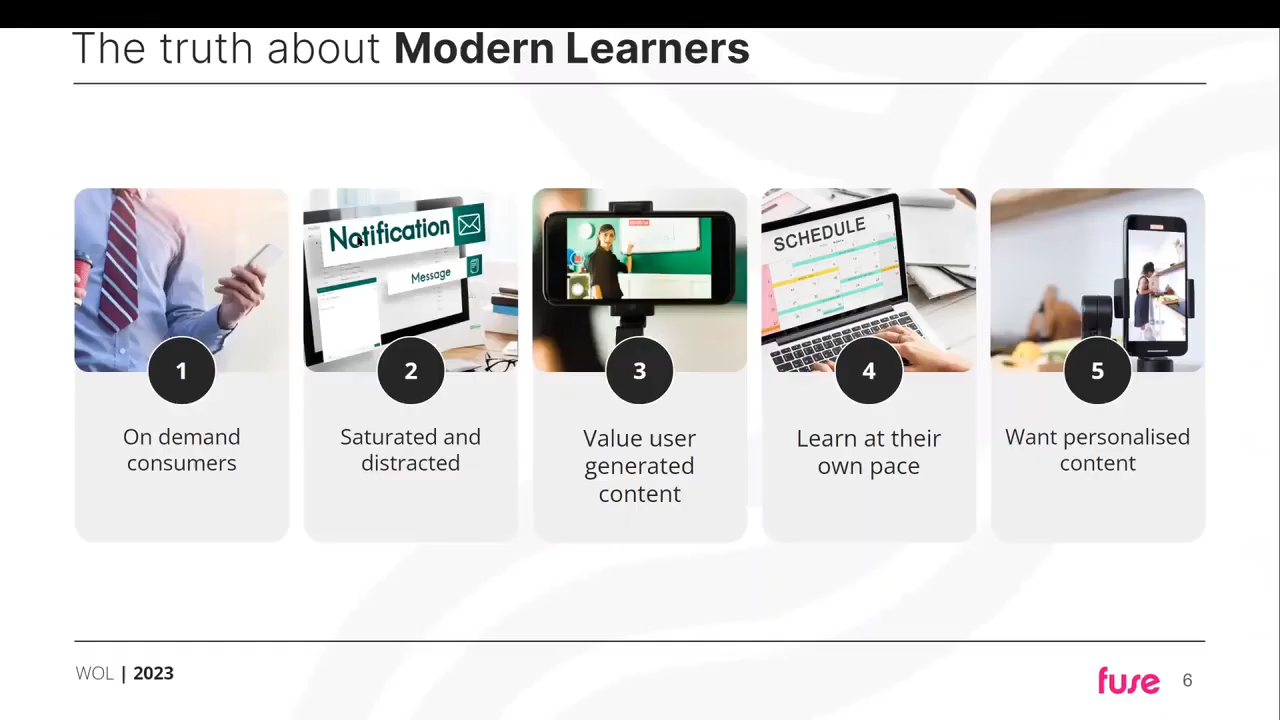 The truth about Modern Learners
Notification
Message
SCHEDULE
1
2
3
4
5
On demand
consumers
Saturated and
distracted
Value user
generated
content
Learn at their
own pace
Want personalised
content
WOL | 2023
fuse
6